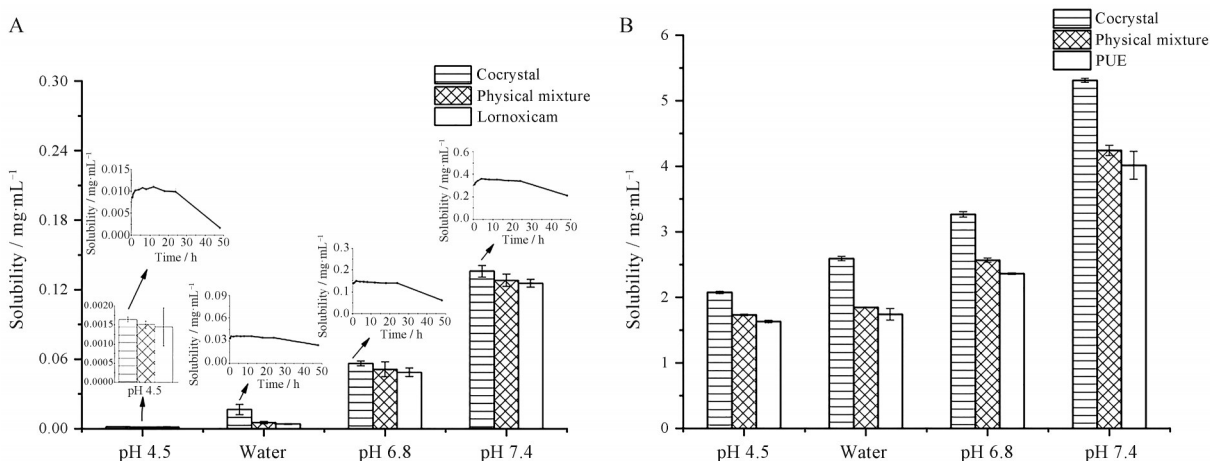 A
Solubility / mg·mL⁻¹
0.30
0.24
0.18
0.12
0.06
0.00
Cocrystal
Physical mixture
Lornoxicam
Solubility / mg·mL⁻¹
0.015
0.010
0.005
0.000
0 10 20 30 40 50
Time / h
Solubility / mg·mL⁻¹
0.6
0.4
0.2
0.0
0 10 20 30 40 50
Time / h
Solubility / mg·mL⁻¹
0.3
0.2
0.1
0.0
0 10 20 30 40 50
Time / h
Solubility / mg·mL⁻¹
0.09
0.06
0.03
0.00
0 10 20 30 40 50
Time / h
0.0020
0.0015
0.0010
0.0005
0.0000
pH 4.5
pH 4.5 Water pH 6.8 pH 7.4
B
Solubility / mg·mL⁻¹
6
5
4
3
2
1
0
Cocrystal
Physical mixture
PUE
pH 4.5 Water pH 6.8 pH 7.4